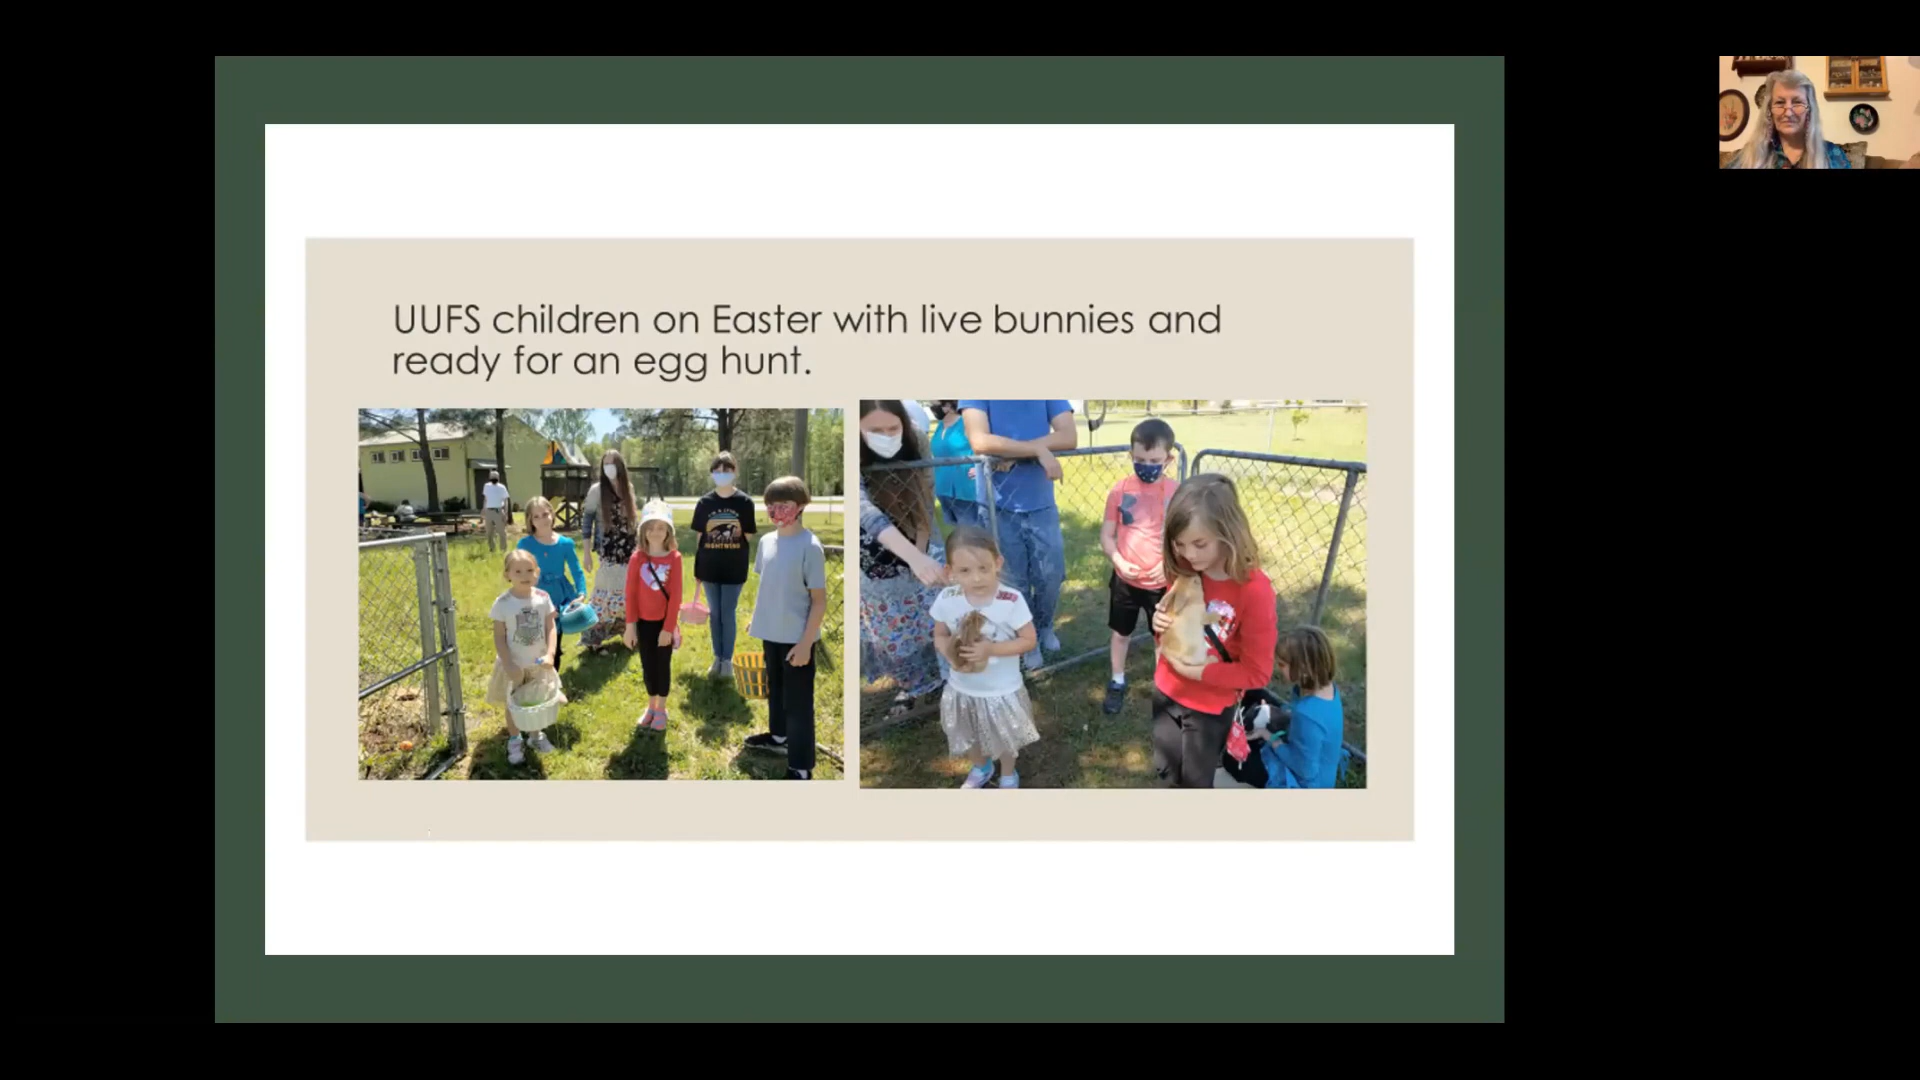 UUFS children on Easter with live bunnies and
ready for an egg hunt.